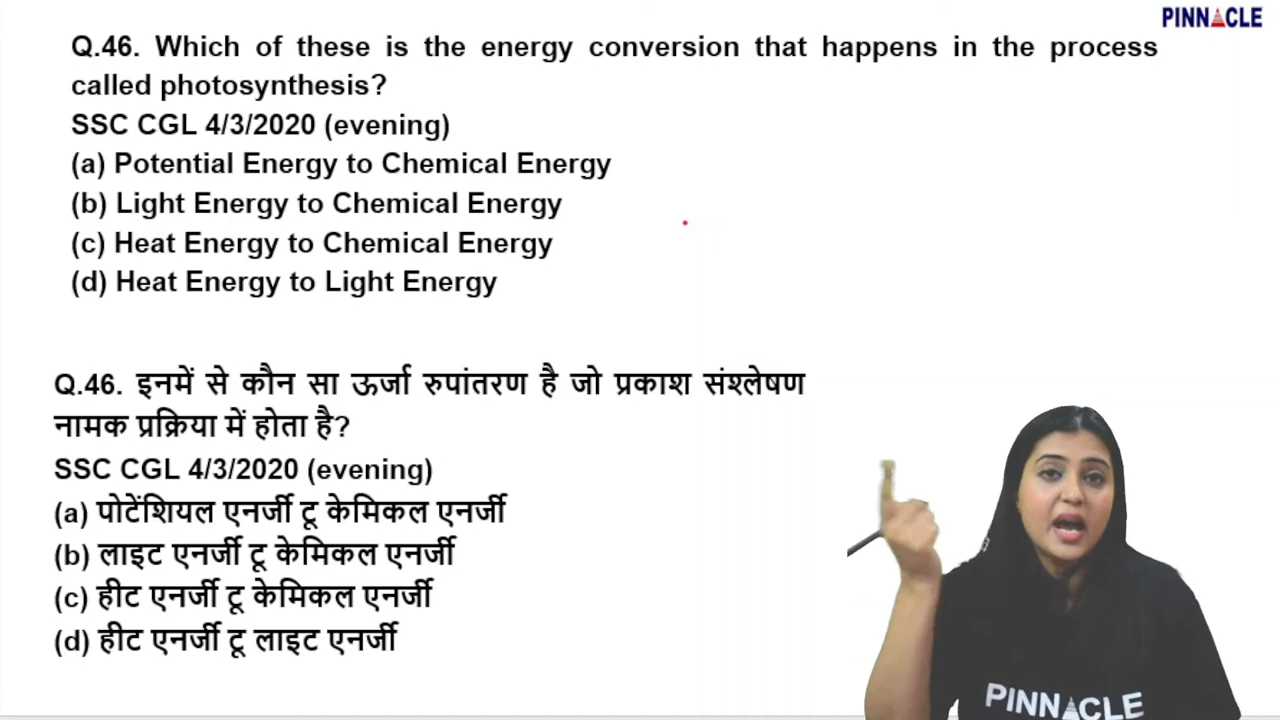 PINNACLE
Q.46. Which of these is the energy conversion that happens in the process
called photosynthesis?
SSC CGL 4/3/2020 (evening)
(a) Potential Energy to Chemical Energy
(b) Light Energy to Chemical Energy
(c) Heat Energy to Chemical Energy
(d) Heat Energy to Light Energy
Q.46. इनमें से कौन सा ऊर्जा रुपांतरण है जो प्रकाश संश्लेषण
नामक प्रक्रिया में होता है?
SSC CGL 4/3/2020 (evening)
(a) पोटेंशियल एनर्जी टू केमिकल एनर्जी
(b) लाइट एनर्जी टू केमिकल एनर्जी
(c) हीट एनर्जी टू केमिकल एनर्जी
(d) हीट एनर्जी टू लाइट एनर्जी
PINNACLE